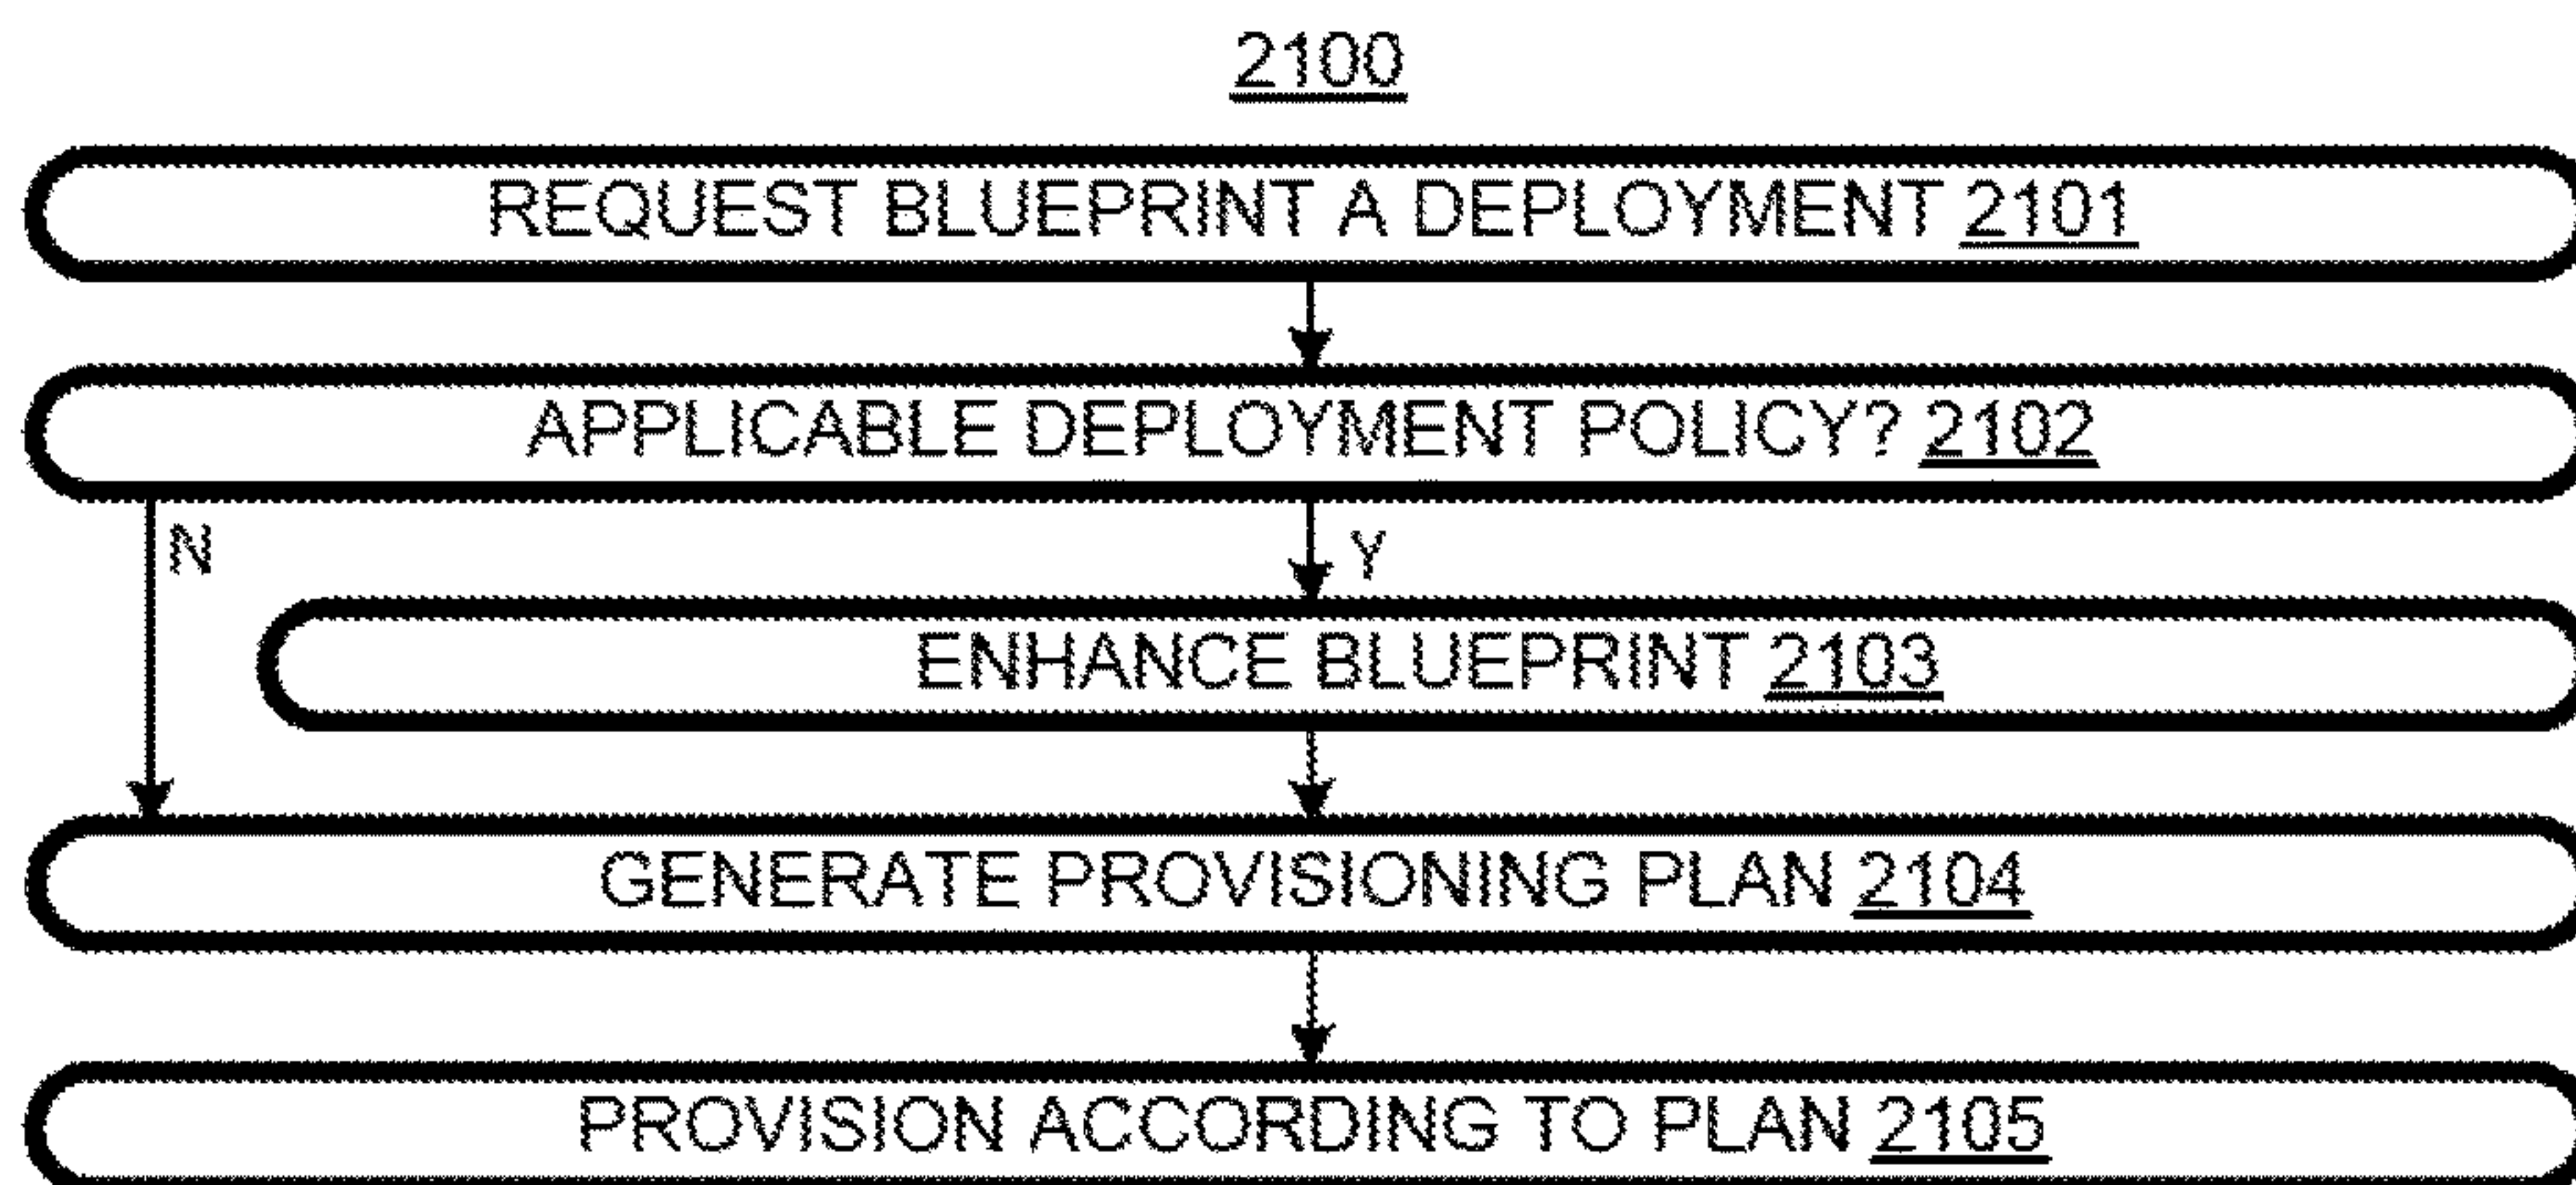 2100
REQUEST BLUEPRINT A DEPLOYMENT 2101
APPLICABLE DEPLOYMENT POLICY? 2102
N
Y
ENHANCE BLUEPRINT 2103
GENERATE PROVISIONING PLAN 2104
PROVISION ACCORDING TO PLAN 2105